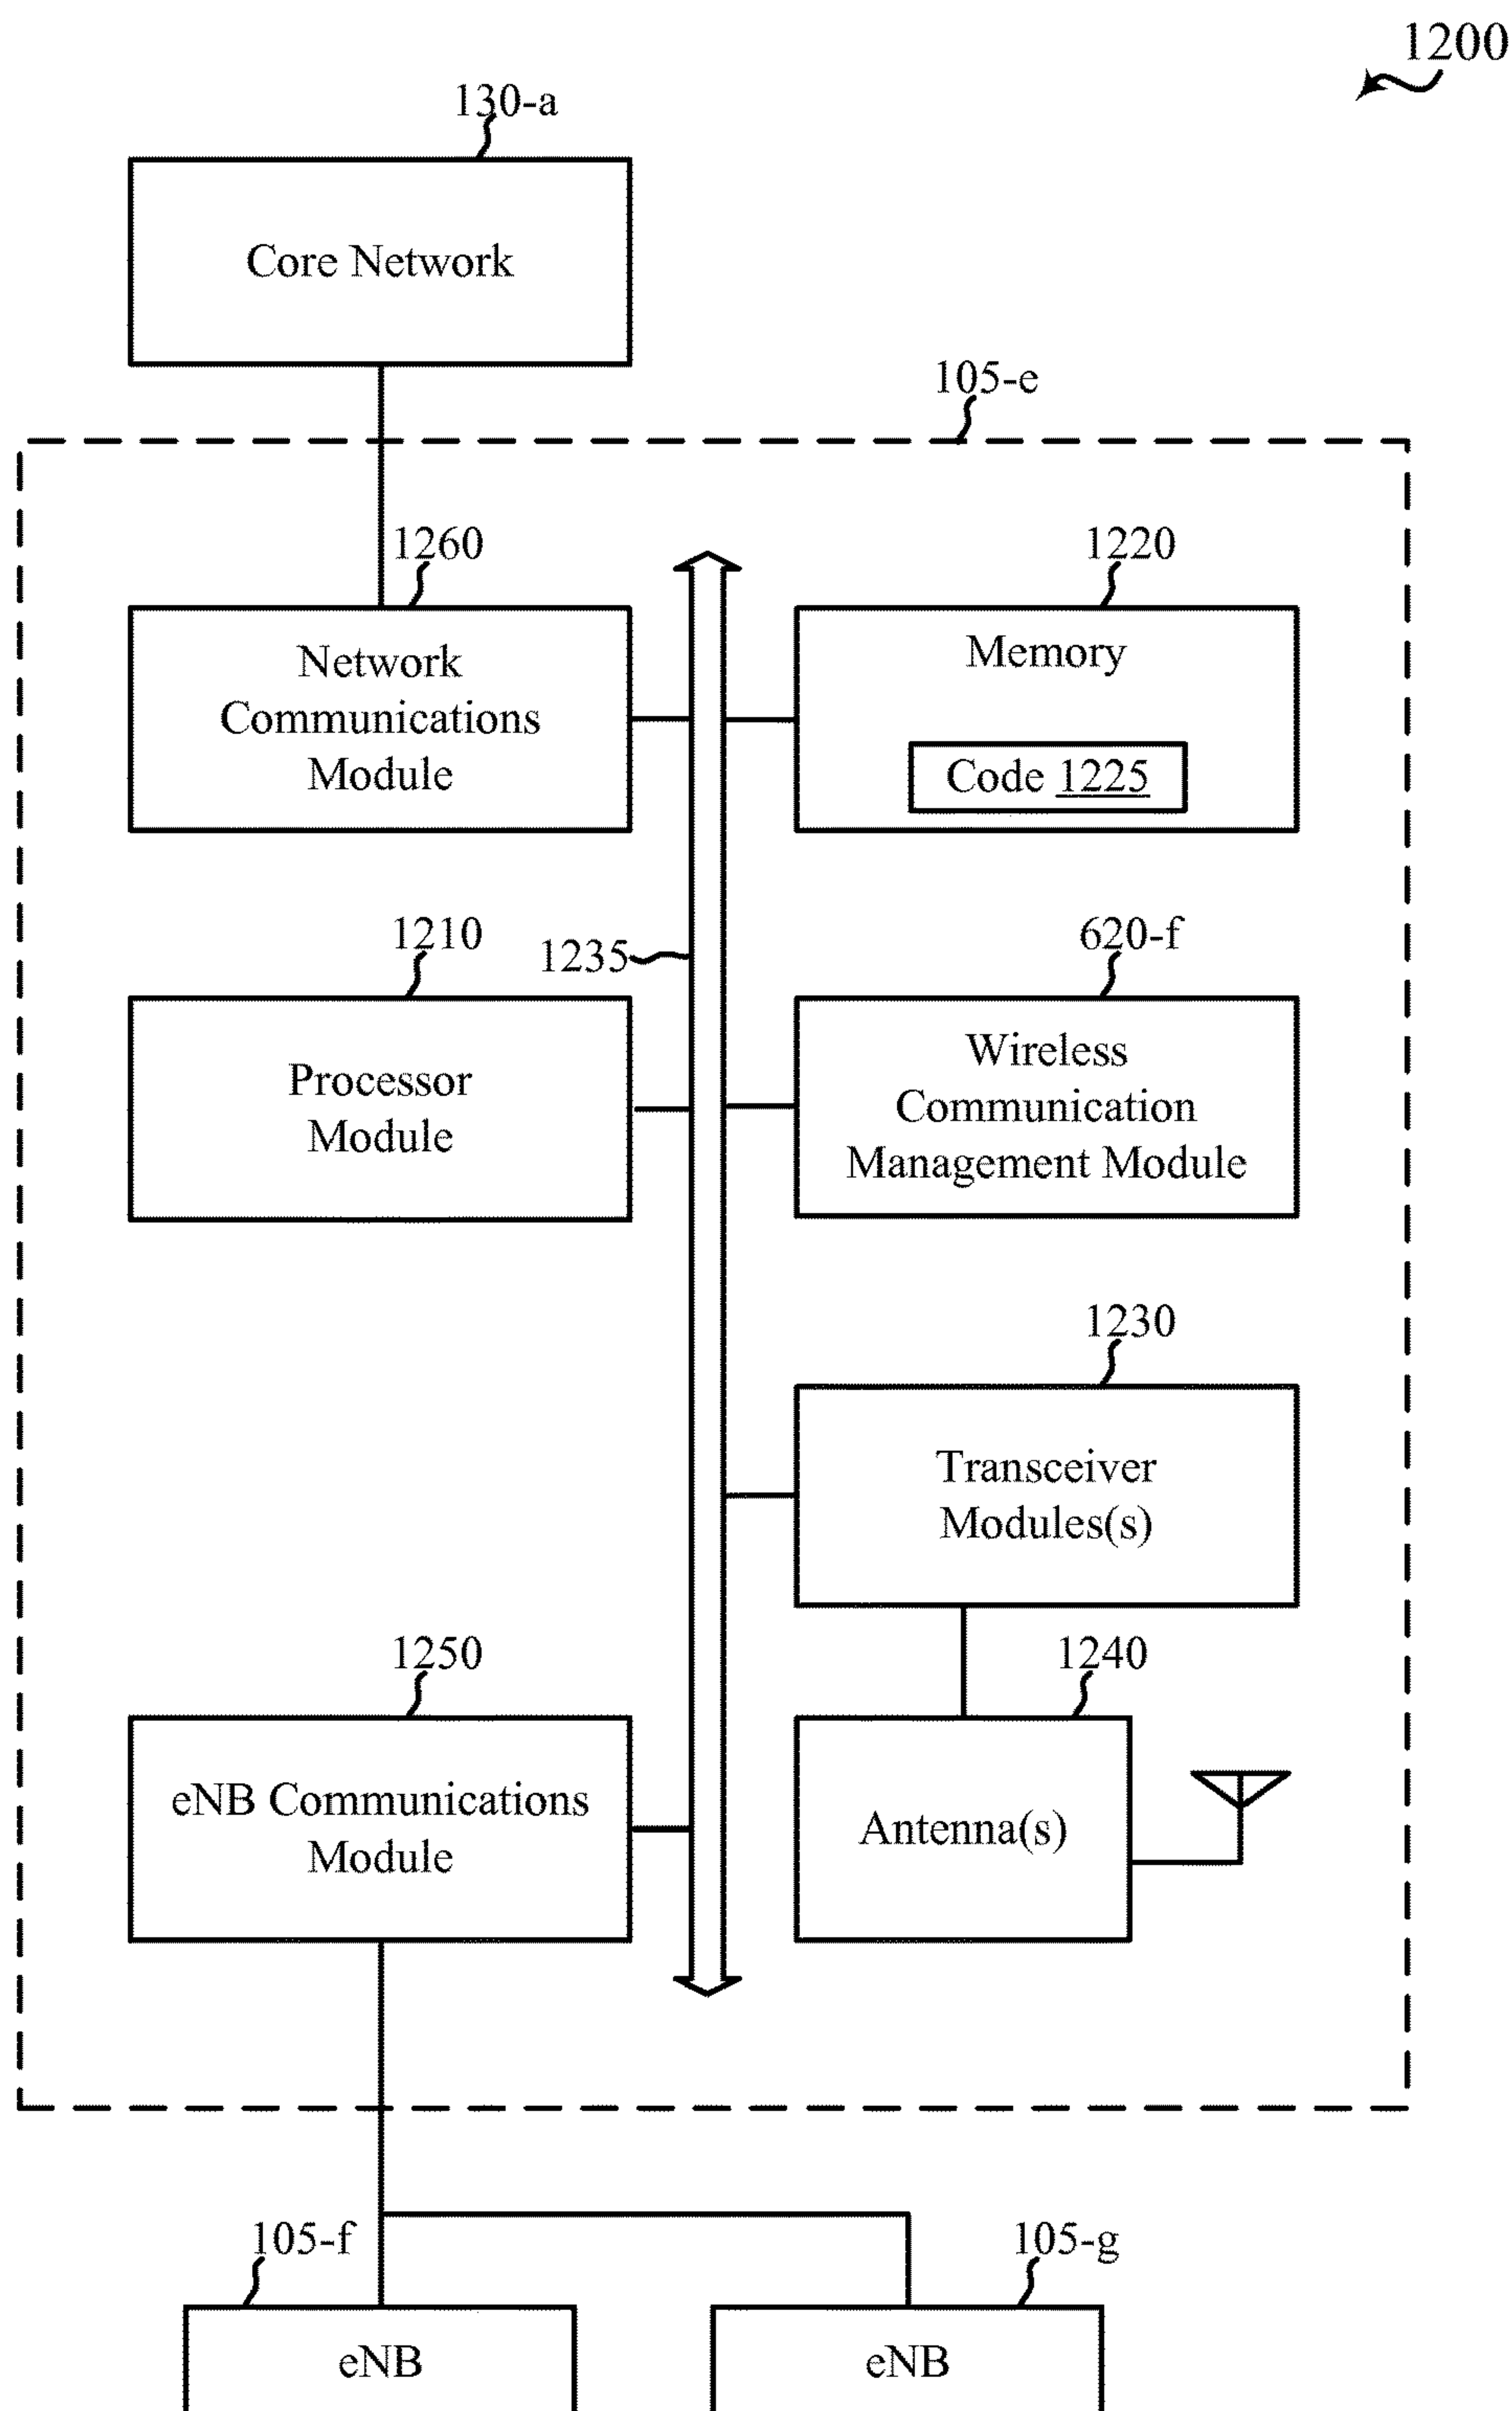 1200
130-a
Core Network
105-e
1260
1220
Network
Communications
Module
Memory
Code 1225
1210
1235
620-f
Processor
Module
Wireless
Communication
Management Module
1230
Transceiver
Modules(s)
1250
1240
eNB Communications
Module
Antenna(s)
105-f
105-g
eNB
eNB